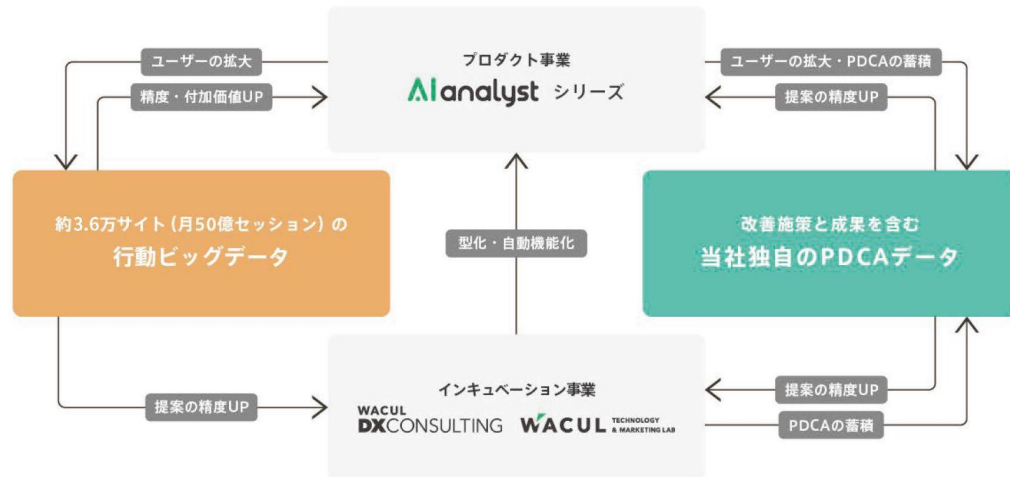 ユーザーの拡大
精度・付加価値UP
プロダクト事業
AI analyst シリーズ
ユーザーの拡大・PDCAの蓄積
提案の精度UP
約3.6万サイト(月50億セッション)の
行動ビッグデータ
型化・自動機能化
改善施策と成果を含む
当社独自のPDCAデータ
提案の精度UP
インキュベーション事業
WACUL
DXCONSULTING
WACUL
TECHNOLOGY
& MARKETING LAB
提案の精度UP
PDCAの蓄積